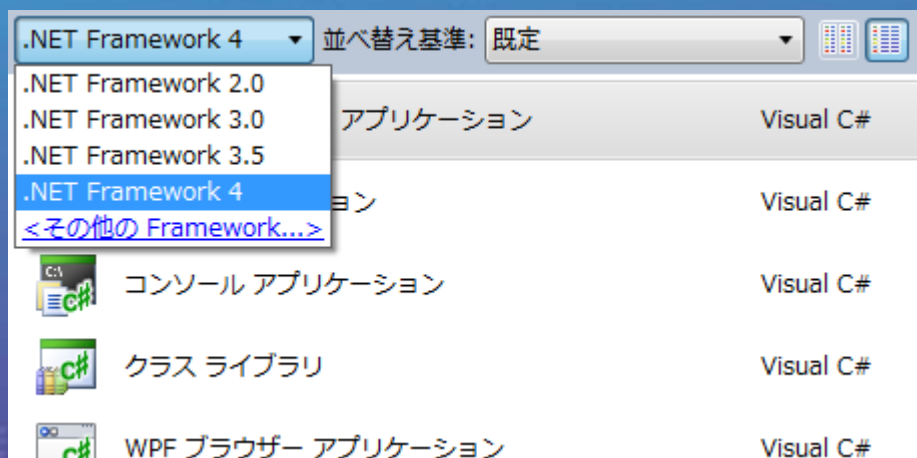 .NET Framework 4 並べ替え基準: 既定
.NET Framework 2.0
.NET Framework 3.0
アプリケーション Visual C#
.NET Framework 3.5
.NET Framework 4
ョン Visual C#
<その他の Framework...>
C:\
C#
コンソール アプリケーション Visual C#
C#
クラス ライブラリ Visual C#
C#
WPF ブラウザー アプリケーション Visual C#